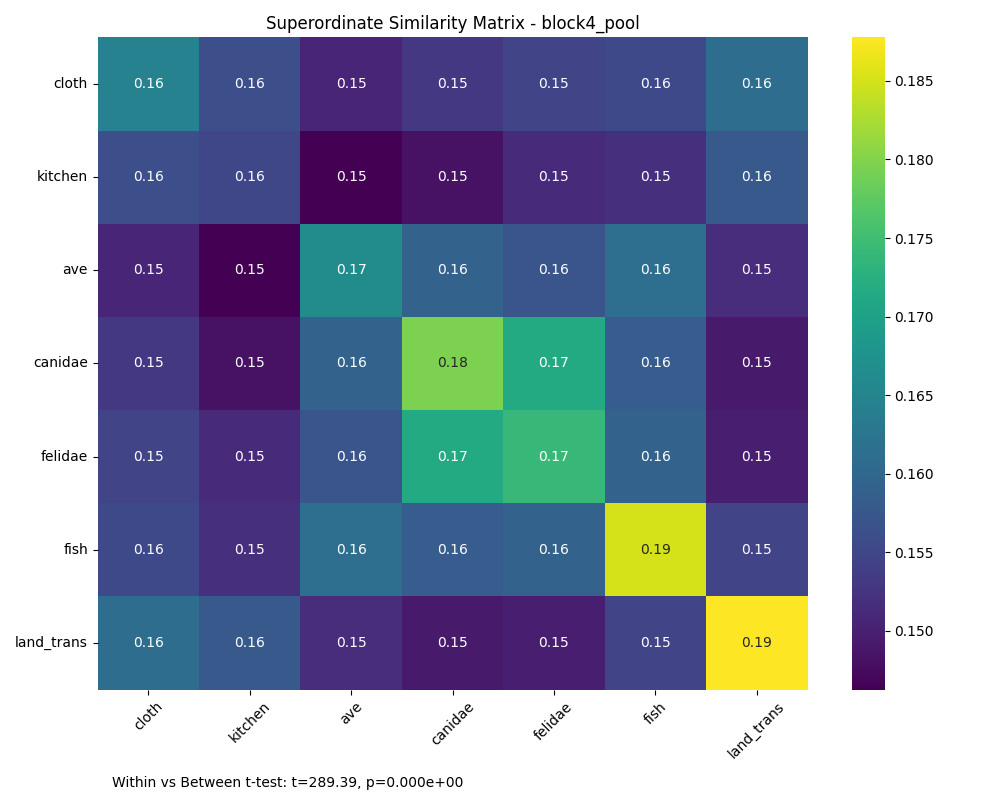 Superordinate Similarity Matrix - block4_pool
cloth 0.16 0.16 0.15 0.15 0.15 0.16 0.16
kitchen 0.16 0.16 0.15 0.15 0.15 0.15 0.16
ave 0.15 0.15 0.17 0.16 0.16 0.16 0.15
canidae 0.15 0.15 0.16 0.18 0.17 0.16 0.15
felidae 0.15 0.15 0.16 0.17 0.17 0.16 0.15
fish 0.16 0.15 0.16 0.16 0.16 0.19 0.15
land_trans 0.16 0.16 0.15 0.15 0.15 0.15 0.19
cloth kitchen ave canidae felidae fish land_trans
0.185
0.180
0.175
0.170
0.165
0.160
0.155
0.150
Within vs Between t-test: t=289.39, p=0.000e+00